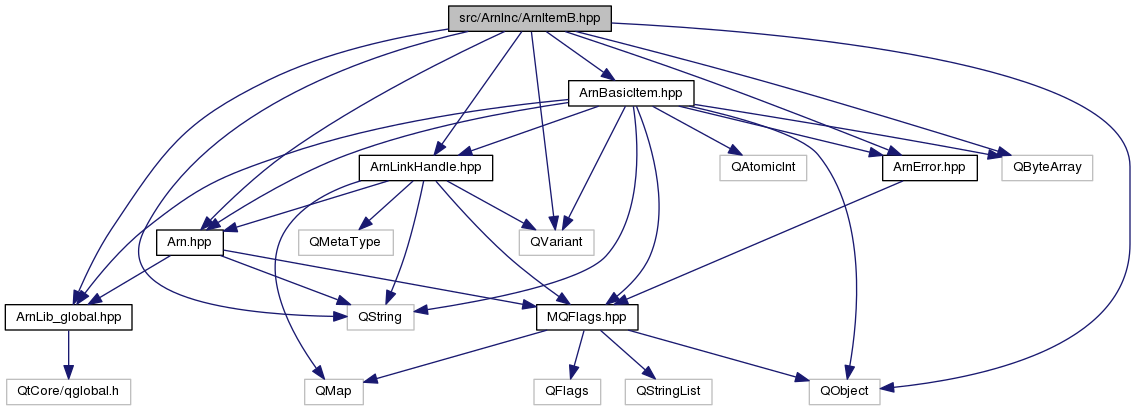 src/ArnInc/ArnItemB.hpp
ArnBasicItem.hpp
ArnLinkHandle.hpp
QAtomicInt
ArnError.hpp
QByteArray
Arn.hpp
QMetaType
QVariant
ArnLib_global.hpp
QString
MQFlags.hpp
QtCore/qglobal.h
QMap
QFlags
QStringList
QObject